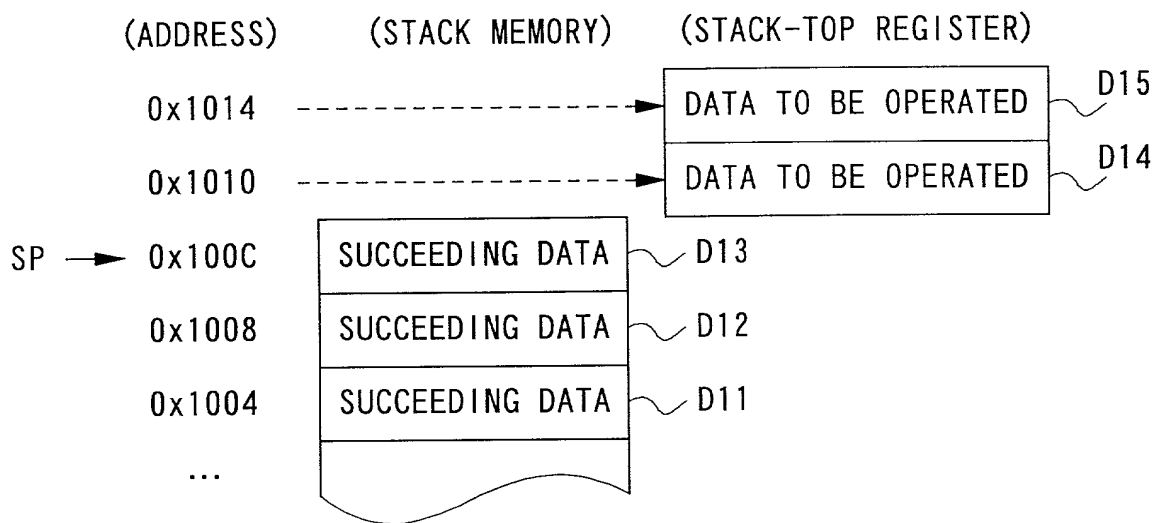 (ADDRESS) (STACK MEMORY) (STACK-TOP REGISTER)
0x1014 DATA TO BE OPERATED D15
0x1010 DATA TO BE OPERATED D14
SP 0x100C SUCCEEDING DATA D13
0x1008 SUCCEEDING DATA D12
0x1004 SUCCEEDING DATA D11
...